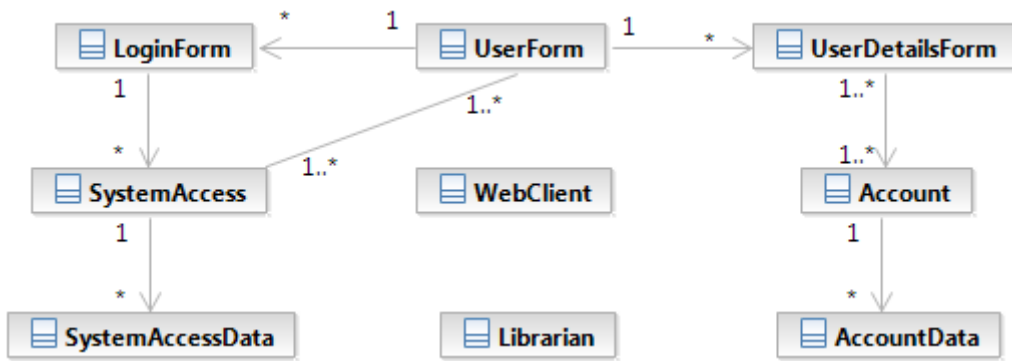 * 1 1 *
LoginForm UserForm UserDetailsForm
1 1..* 1..*
* 1..* 1..*
SystemAccess WebClient Account
1 1
* *
SystemAccessData Librarian AccountData